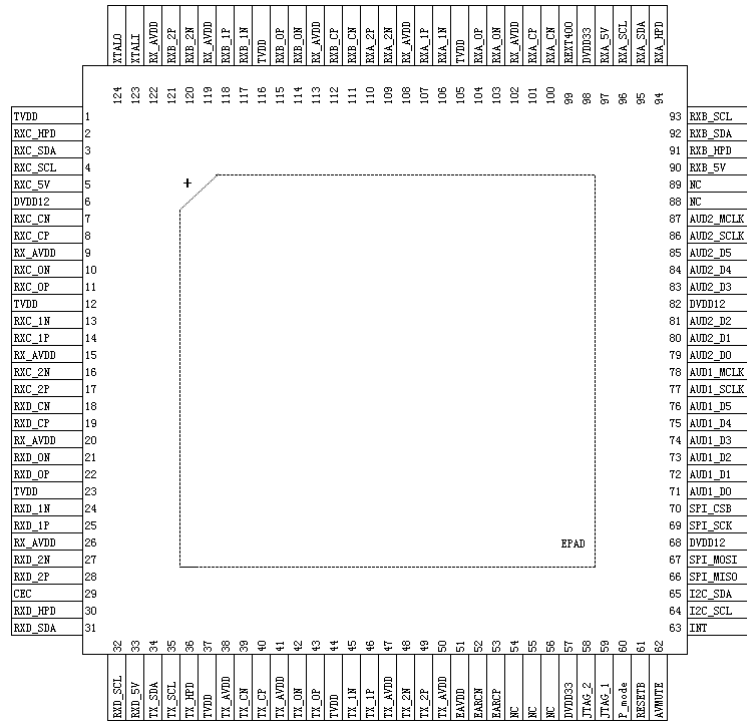 XTALO
XTALI
RX_AVDD
RXB_2P
RXB_2N
RX_AVDD
RXB_1P
RXB_1N
TVDD
RXB_0P
RXB_0N
RX_AVDD
RXB_CP
RXB_CN
RXA_2P
RXA_2N
RX_AVDD
RXA_1P
RXA_1N
TVDD
RXA_0P
RXA_0N
RX_AVDD
RXA_CP
RXA_CN
REXT400
DVDD33
RXA_5V
RXA_SCL
RXA_SDA
RXA_HPD
124
123
122
121
120
119
118
117
116
115
114
113
112
111
110
109
108
107
106
105
104
103
102
101
100
99
98
97
96
95
94
TVDD 1
RXC_HPD 2
RXC_SDA 3
RXC_SCL 4
RXC_5V 5
DVDD12 6
RXC_CN 7
RXC_CP 8
RX_AVDD 9
RXC_0N 10
RXC_0P 11
TVDD 12
RXC_1N 13
RXC_1P 14
RX_AVDD 15
RXC_2N 16
RXC_2P 17
RXD_CN 18
RXD_CP 19
RX_AVDD 20
RXD_0N 21
RXD_0P 22
TVDD 23
RXD_1N 24
RXD_1P 25
RX_AVDD 26
RXD_2N 27
RXD_2P 28
CEC 29
RXD_HPD 30
RXD_SDA 31
+
EPAD
93 RXB_SCL
92 RXB_SDA
91 RXB_HPD
90 RXB_5V
89 NC
88 NC
87 AUD2_MCLK
86 AUD2_SCLK
85 AUD2_D5
84 AUD2_D4
83 AUD2_D3
82 DVDD12
81 AUD2_D2
80 AUD2_D1
79 AUD2_D0
78 AUD1_MCLK
77 AUD1_SCLK
76 AUD1_D5
75 AUD1_D4
74 AUD1_D3
73 AUD1_D2
72 AUD1_D1
71 AUD1_D0
70 SPI_CSB
69 SPI_SCK
68 DVDD12
67 SPI_MOSI
66 SPI_MISO
65 I2C_SDA
64 I2C_SCL
63 INT
32
33
34
35
36
37
38
39
40
41
42
43
44
45
46
47
48
49
50
51
52
53
54
55
56
57
58
59
60
61
62
RXD_SCL
RXD_5V
TX_SDA
TX_SCL
TX_HPD
TVDD
TX_AVDD
TX_CN
TX_CP
TX_AVDD
TX_0N
TX_0P
TVDD
TX_1N
TX_1P
TX_AVDD
TX_2N
TX_2P
TX_AVDD
EAVDD
EARCN
EARCP
NC
NC
NC
DVDD33
JTAG_2
JTAG_1
P_mode
RESETB
AVMUTE